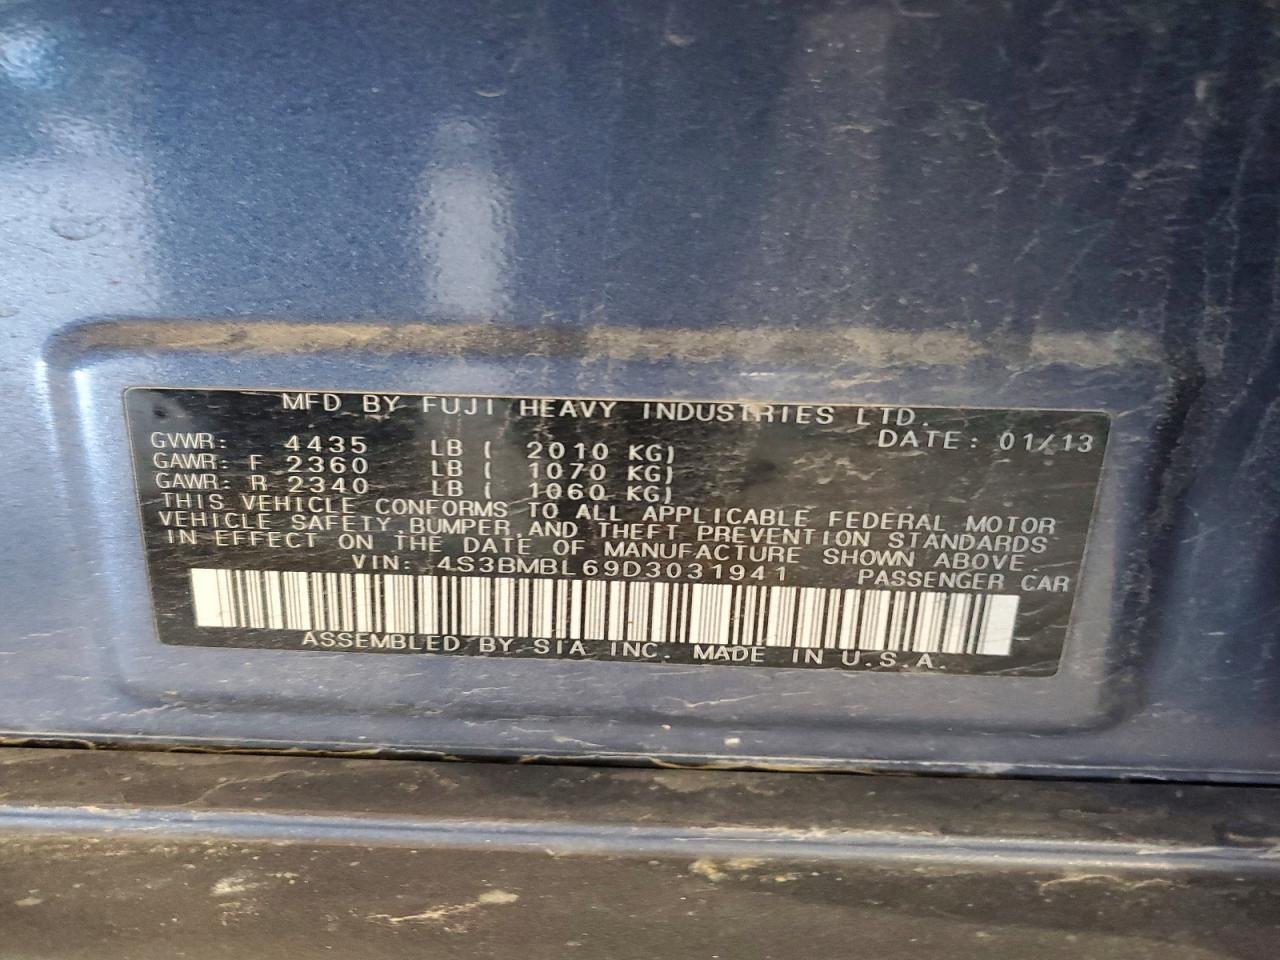 MFD BY FUJI HEAVY INDUSTRIES LTD.
DATE: 01/13
GVWR: 4435 LB ( 2010 KG)
GAWR: F 2360 LB ( 1070 KG)
GAWR: R 2340 LB ( 1060 KG)
THIS VEHICLE CONFORMS TO ALL APPLICABLE FEDERAL MOTOR
VEHICLE SAFETY, BUMPER, AND THEFT PREVENTION STANDARDS
IN EFFECT ON THE DATE OF MANUFACTURE SHOWN ABOVE.
VIN: 4S3BMBL69D3031941 PASSENGER CAR
ASSEMBLED BY SIA INC. MADE IN U.S.A.